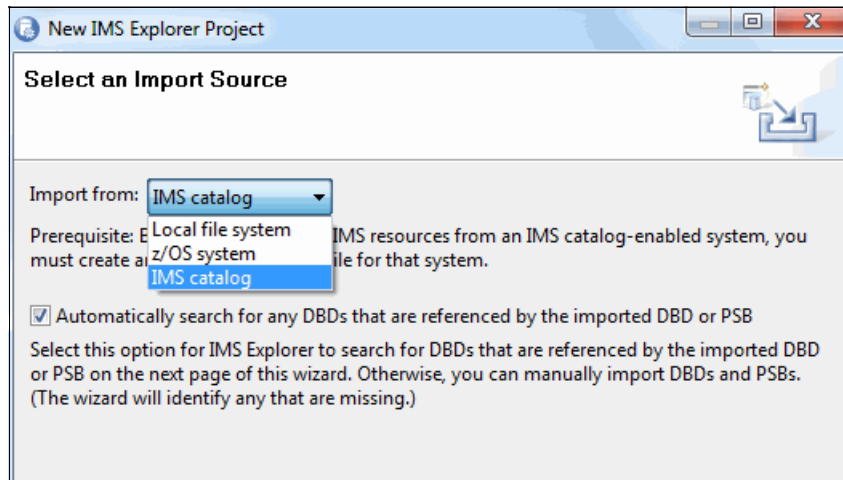 New IMS Explorer Project
Select an Import Source
Import from: IMS catalog
Local file system
z/OS system
IMS catalog
Prerequisite: IMS resources from an IMS catalog-enabled system, you
must create for that system.
Automatically search for any DBDs that are referenced by the imported DBD or PSB
Select this option for IMS Explorer to search for DBDs that are referenced by the imported DBD
or PSB on the next page of this wizard. Otherwise, you can manually import DBDs and PSBs.
(The wizard will identify any that are missing.)